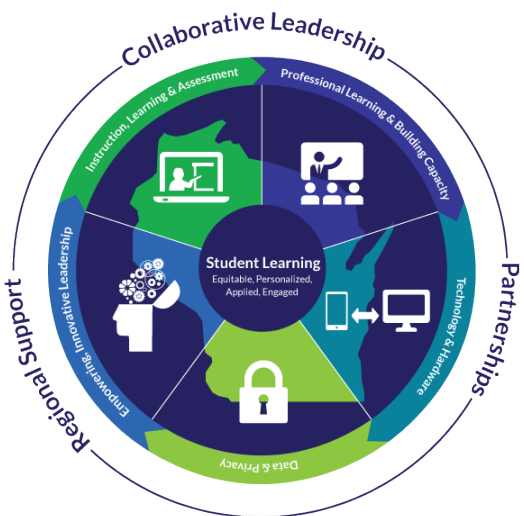 Collaborative Leadership
Instruction, Learning & Assessment
Professional Learning & Building Capacity
Student Learning
Equitable, Personalized,
Applied, Engaged
Empowering, Innovative Leadership
Technology & Hardware
Regional Support
Partnerships
Data & Privacy